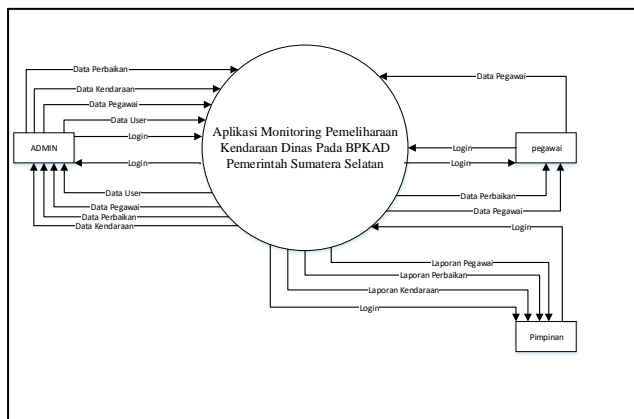 Data Perbaikan
Data Kendaraan
Data Pegawai
Data User
Login
ADMIN
Login
Data User
Data Pegawai
Data Perbaikan
Data Kendaraan
Aplikasi Monitoring Pemeliharaan
Kendaraan Dinas Pada BPKAD
Pemerintah Sumatera Selatan
Data Pegawai
Login
pegawai
Login
Data Perbaikan
Data Pegawai
Login
Laporan Pegawai
Laporan Perbaikan
Laporan Kendaraan
Login
Pimpinan